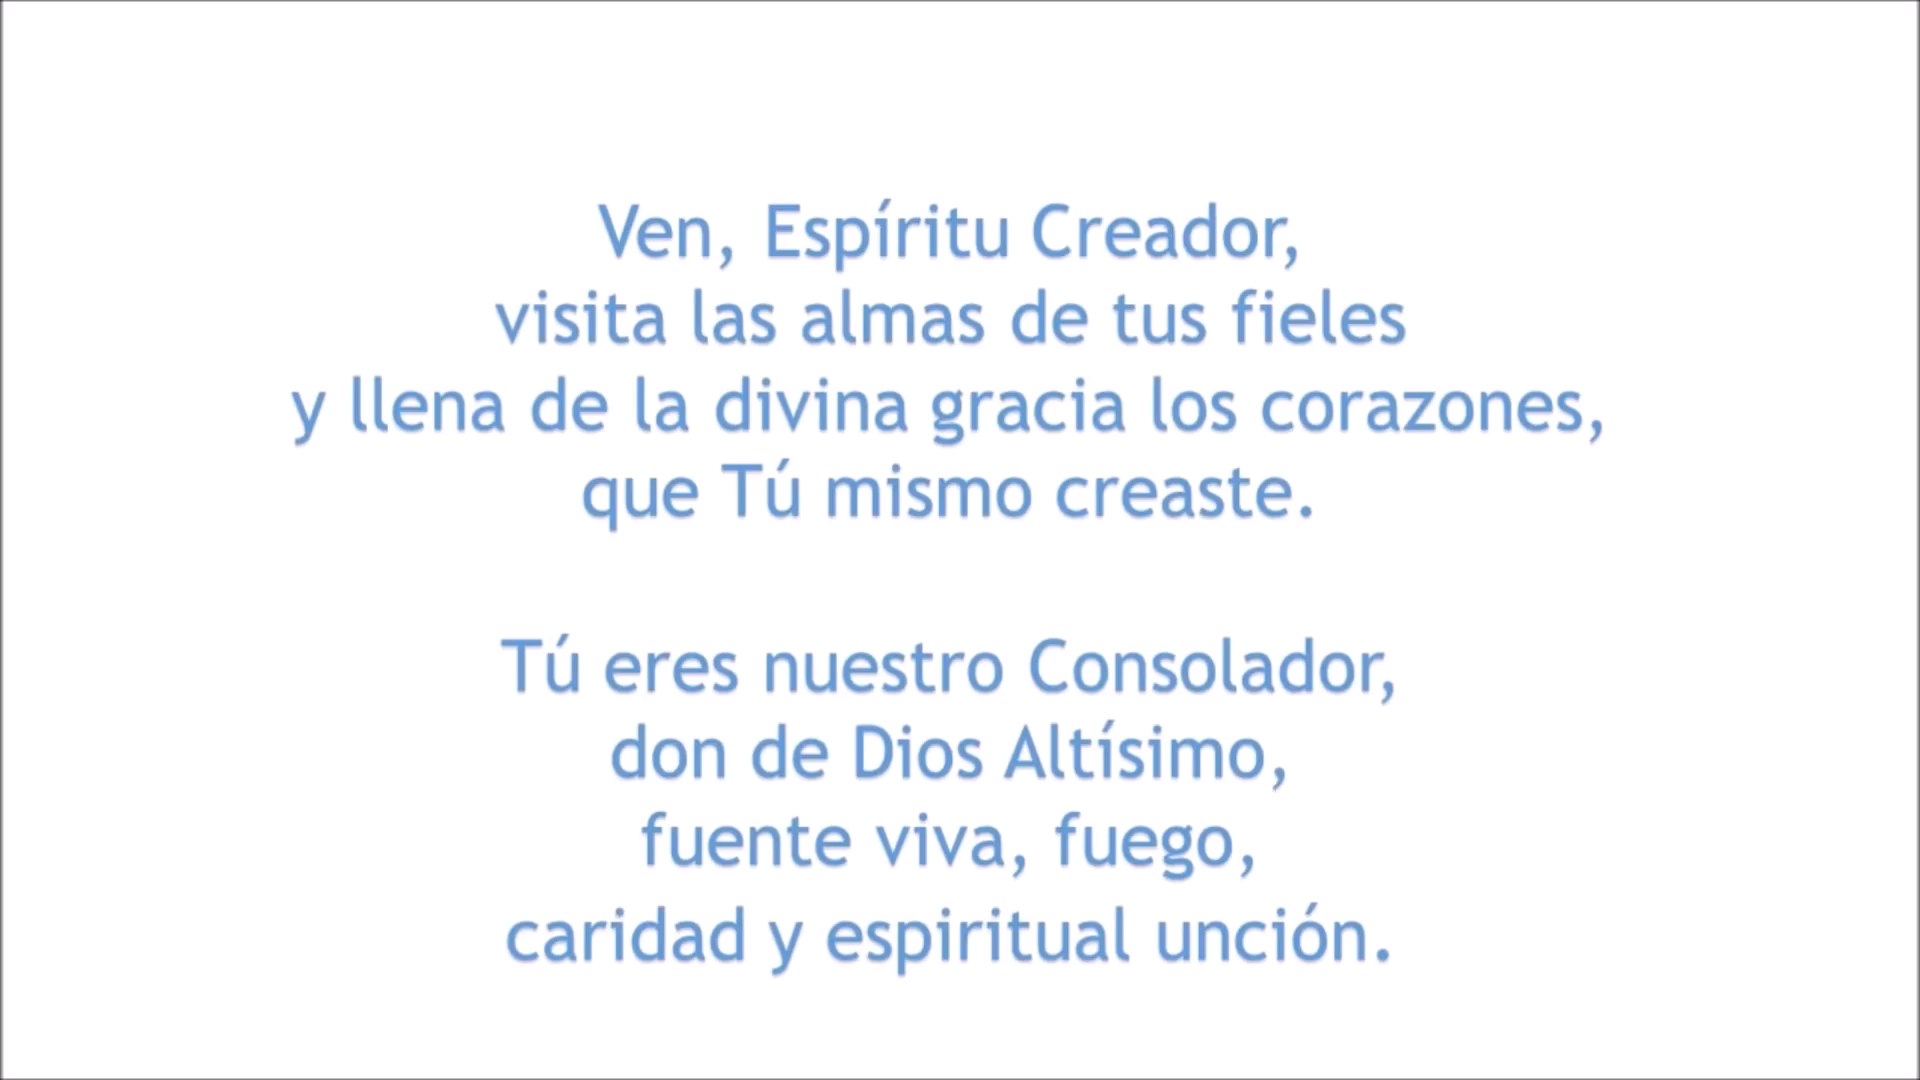 Ven, Espíritu Creador,
visita las almas de tus fieles
y llena de la divina gracia los corazones,
que Tú mismo creaste.
Tú eres nuestro Consolador,
don de Dios Altísimo,
fuente viva, fuego,
caridad y espiritual unción.